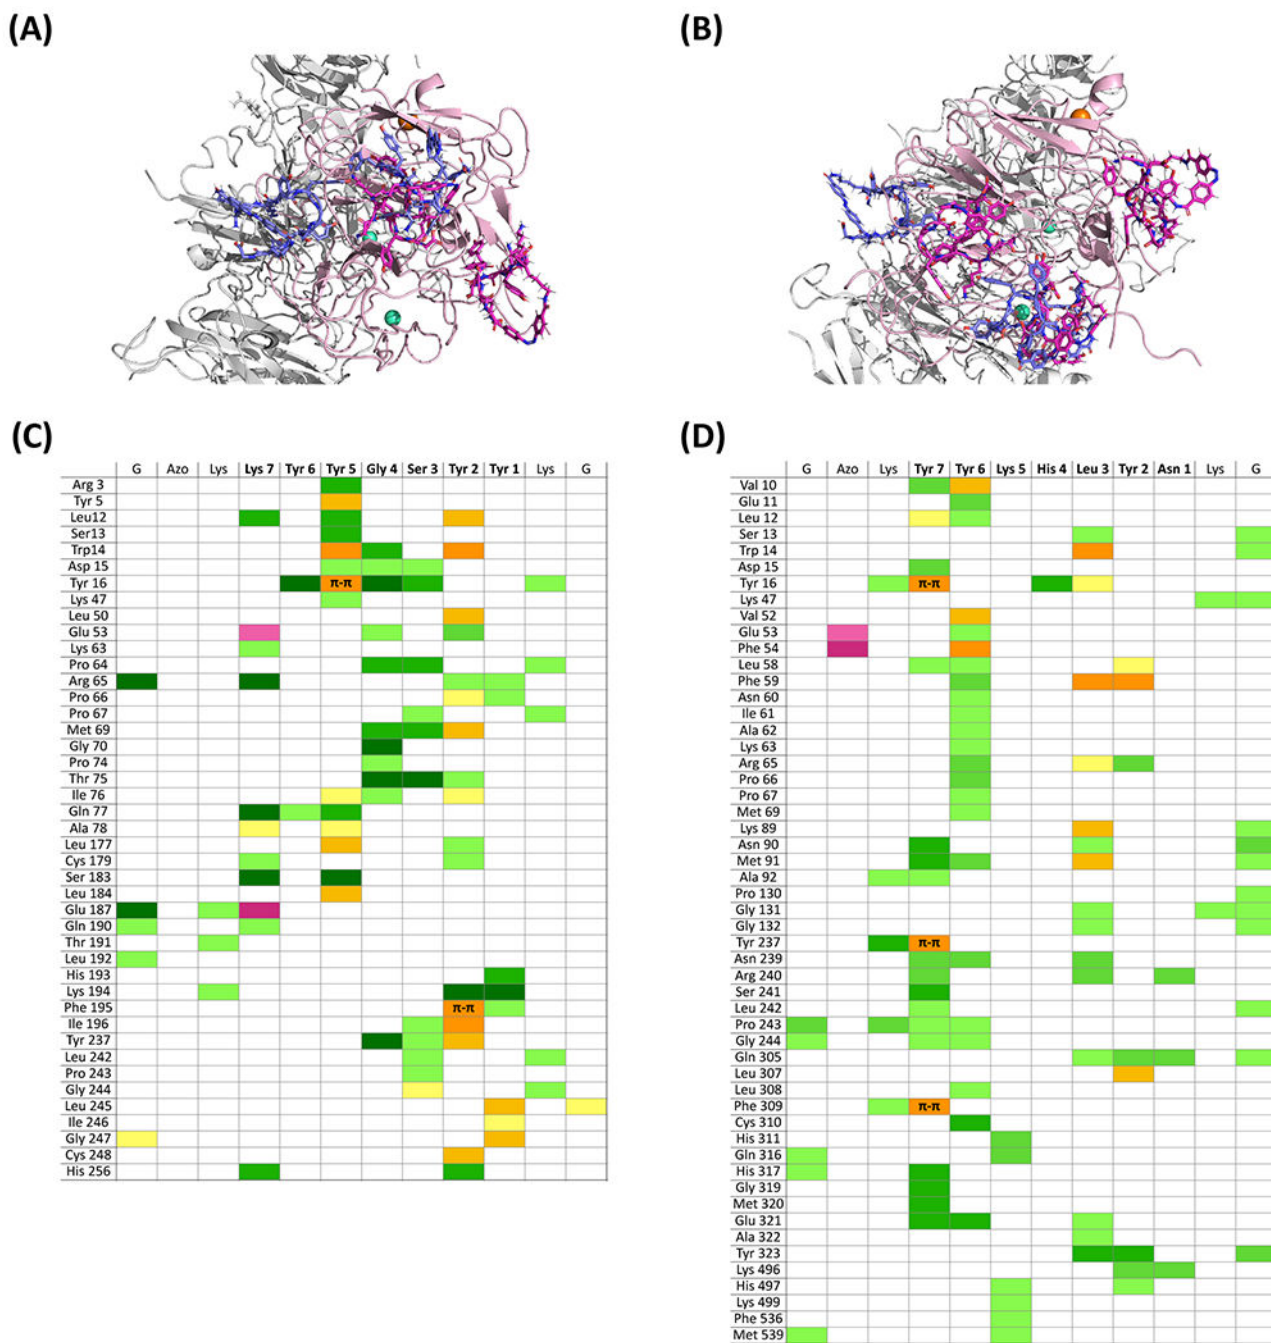 (A)
(B)
(C)
G Azo Lys Lys 7 Tyr 6 Tyr 5 Gly 4 Ser 3 Tyr 2 Tyr 1 Lys G
Arg 3
Tyr 5
Leu12
Ser13
Trp14
Asp 15
Tyr 16 π-π
Lys 47
Leu 50
Glu 53
Lys 63
Pro 64
Arg 65
Pro 66
Pro 67
Met 69
Gly 70
Pro 74
Thr 75
Ile 76
Gln 77
Ala 78
Leu 177
Cys 179
Ser 183
Leu 184
Glu 187
Gln 190
Thr 191
Leu 192
His 193
Lys 194
Phe 195 π-π
Ile 196
Tyr 237
Leu 242
Pro 243
Gly 244
Leu 245
Ile 246
Gly 247
Cys 248
His 256
(D)
G Azo Lys Tyr 7 Tyr 6 Lys 5 His 4 Leu 3 Tyr 2 Asn 1 Lys G
Val 10
Glu 11
Leu 12
Ser 13
Trp 14
Asp 15
Tyr 16 π-π
Lys 47
Val 52
Glu 53
Phe 54
Leu 58
Phe 59
Asn 60
Ile 61
Ala 62
Lys 63
Arg 65
Pro 66
Pro 67
Met 69
Lys 89
Asn 90
Met 91
Ala 92
Pro 130
Gly 131
Gly 132
Tyr 237 π-π
Asn 239
Arg 240
Ser 241
Leu 242
Pro 243
Gly 244
Gln 305
Leu 307
Leu 308
Phe 309 π-π
Cys 310
His 311
Gln 316
His 317
Gly 319
Met 320
Glu 321
Ala 322
Tyr 323
Lys 496
His 497
Lys 499
Phe 536
Met 539